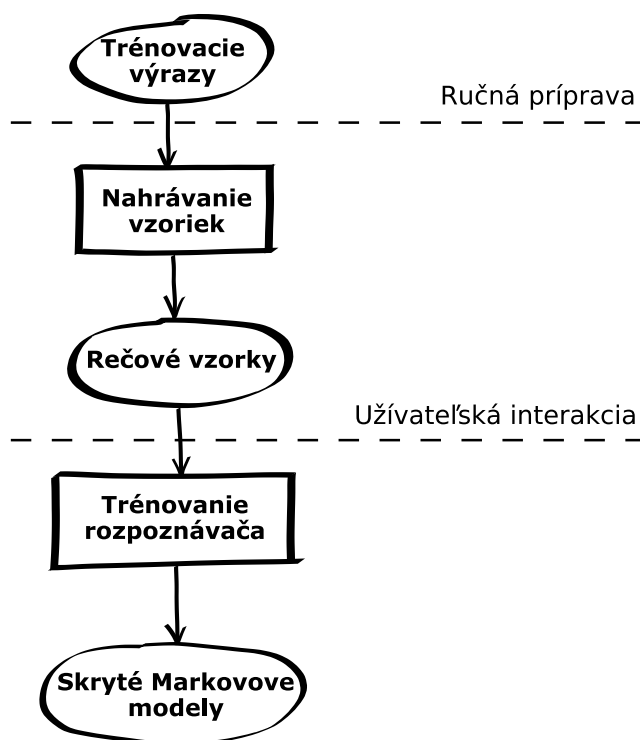 Trénovacie
výrazy
Ručná príprava
Nahrávanie
vzoriek
Rečové vzorky
Užívateľská interakcia
Trénovanie
rozpoznávača
Skryté Markovove
modely